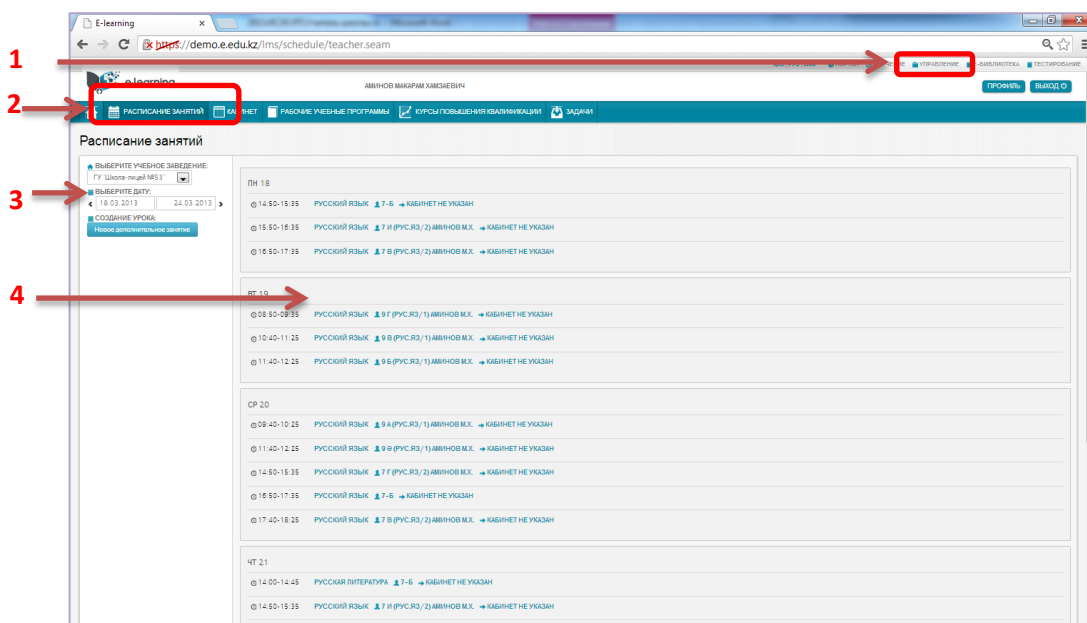 E-learning
https://demo.e.edu.kz/lms/schedule/teacher.seam
1
УПРАВЛЕНИЕ
-БИБЛИОТЕКА
ТЕСТИРОВАНИЕ
e-learning
АМИНОВ МАКАРАМ ХАМЗАЕВИЧ
ПРОФИЛЬ
ВЫХОД
2
РАСПИСАНИЕ ЗАНЯТИЙ
РАБОЧИЕ УЧЕБНЫЕ ПРОГРАММЫ
КУРСЫ ПОВЫШЕНИЯ КВАЛИФИКАЦИИ
ЗАДАЧИ
Расписание занятий
ВЫБЕРИТЕ УЧЕБНОЕ ЗАВЕДЕНИЕ:
ГУ "Школа-лицей №53"
3
ВЫБЕРИТЕ ДАТУ:
18.03.2013 24.03.2013
СОЗДАНИЕ УРОКА:
Новое дополнительное занятие
ПН 18
14:50-15:35 РУССКИЙ ЯЗЫК 7-Б КАБИНЕТ НЕ УКАЗАН
15:50-16:35 РУССКИЙ ЯЗЫК 7 И (РУС.ЯЗ/2) АМИНОВ М.Х. КАБИНЕТ НЕ УКАЗАН
16:50-17:35 РУССКИЙ ЯЗЫК 7 В (РУС.ЯЗ/2) АМИНОВ М.Х. КАБИНЕТ НЕ УКАЗАН
4
ВТ 19
08:50-09:35 РУССКИЙ ЯЗЫК 9 Г (РУС.ЯЗ/1) АМИНОВ М.Х. КАБИНЕТ НЕ УКАЗАН
10:40-11:25 РУССКИЙ ЯЗЫК 9 В (РУС.ЯЗ/1) АМИНОВ М.Х. КАБИНЕТ НЕ УКАЗАН
11:40-12:25 РУССКИЙ ЯЗЫК 9 Б (РУС.ЯЗ/1) АМИНОВ М.Х. КАБИНЕТ НЕ УКАЗАН
СР 20
09:40-10:25 РУССКИЙ ЯЗЫК 9 А (РУС.ЯЗ/1) АМИНОВ М.Х. КАБИНЕТ НЕ УКАЗАН
11:40-12:25 РУССКИЙ ЯЗЫК 9 Ә (РУС.ЯЗ/1) АМИНОВ М.Х. КАБИНЕТ НЕ УКАЗАН
14:50-15:35 РУССКИЙ ЯЗЫК 7 Г (РУС.ЯЗ/2) АМИНОВ М.Х. КАБИНЕТ НЕ УКАЗАН
16:50-17:35 РУССКИЙ ЯЗЫК 7-Б КАБИНЕТ НЕ УКАЗАН
17:40-18:25 РУССКИЙ ЯЗЫК 7 В (РУС.ЯЗ/2) АМИНОВ М.Х. КАБИНЕТ НЕ УКАЗАН
ЧТ 21
14:00-14:45 РУССКАЯ ЛИТЕРАТУРА 7-Б КАБИНЕТ НЕ УКАЗАН
14:50-15:35 РУССКИЙ ЯЗЫК 7 И (РУС.ЯЗ/2) АМИНОВ М.Х. КАБИНЕТ НЕ УКАЗАН